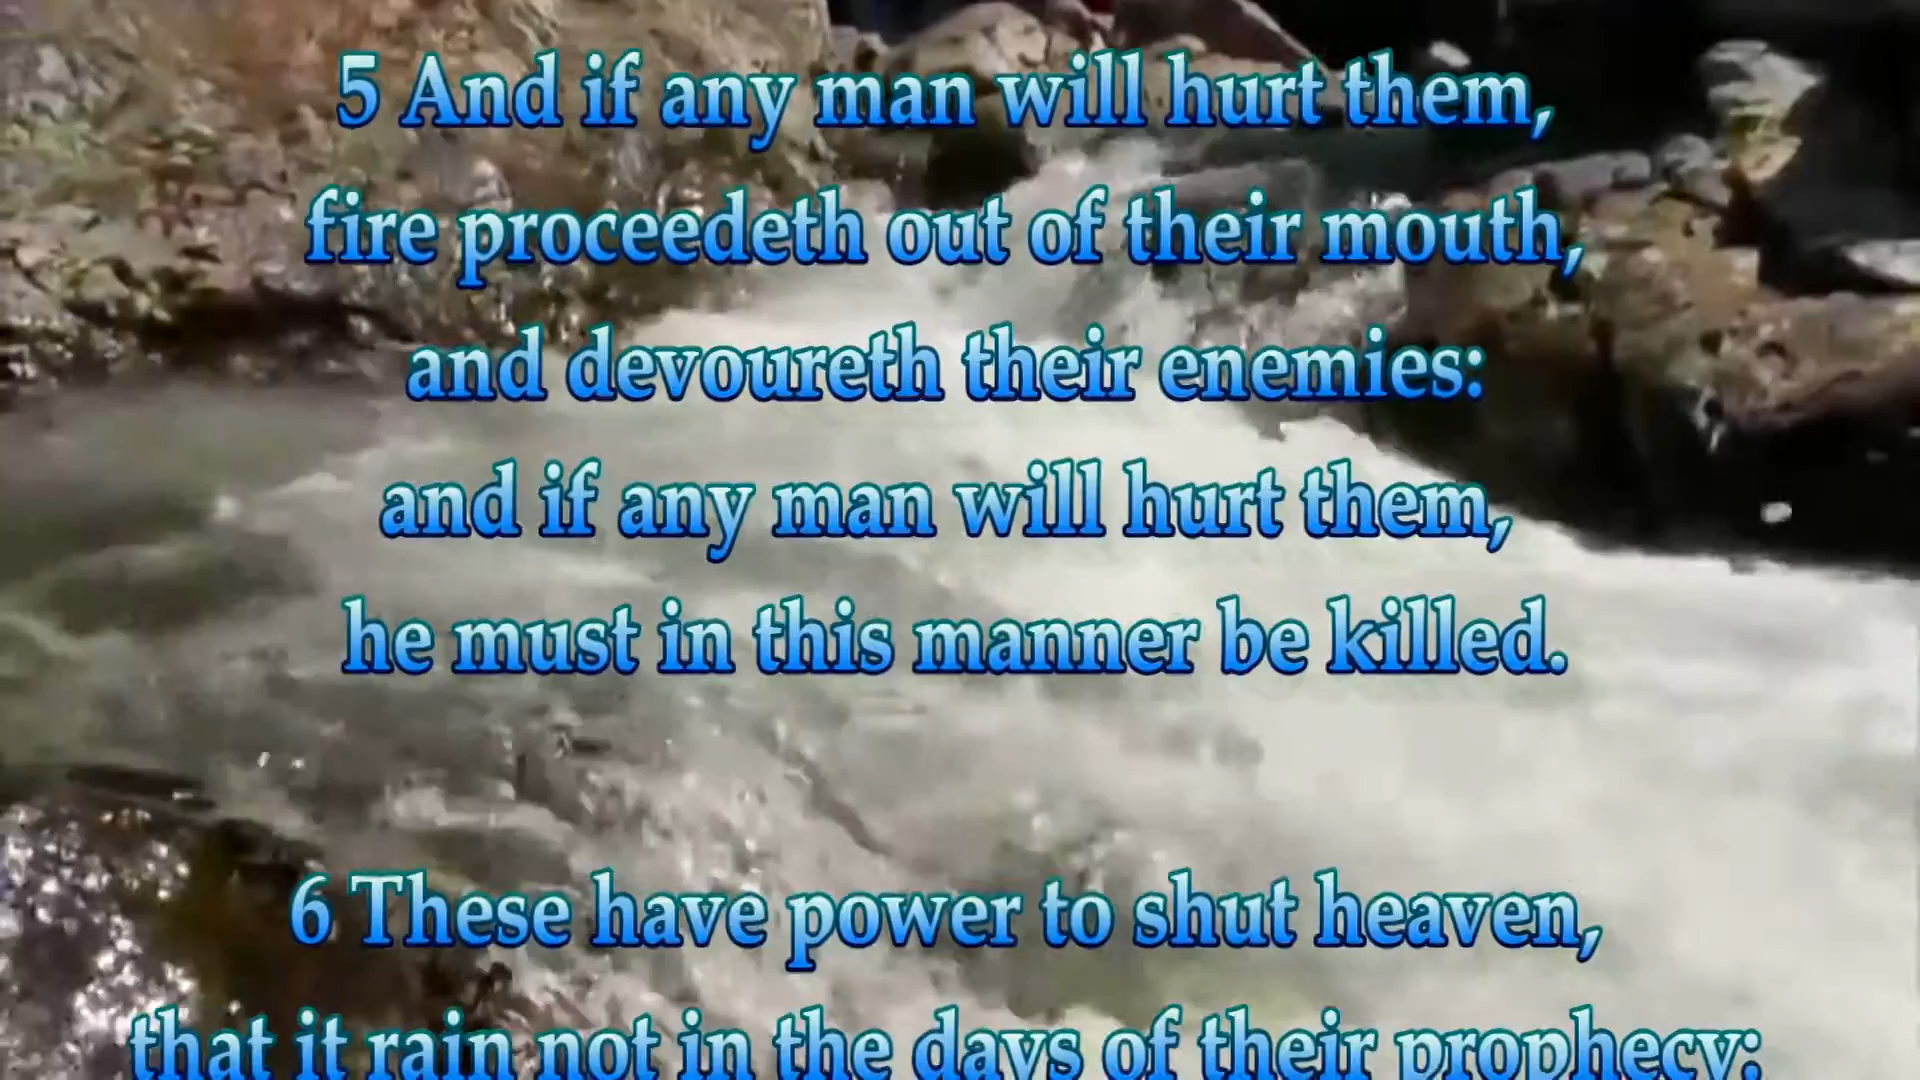 5 And if any man will hurt them,
fire proceedeth out of their mouth,
and devoureth their enemies:
and if any man will hurt them,
he must in this manner be killed.
6 These have power to shut heaven,
that it rain not in the days of their prophecy: